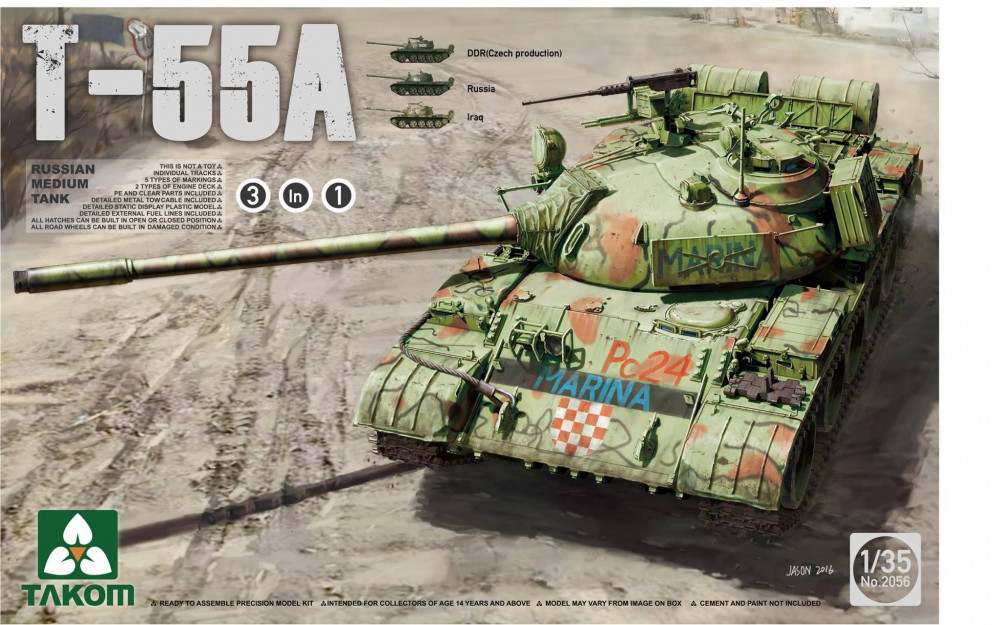 T-55A
DDR(Czech production)
Russia
Iraq
RUSSIAN
MEDIUM
TANK
THIS IS NOT A TOY
INDIVIDUAL TRACKS
5 TYPES OF MARKINGS
2 TYPES OF ENGINE DECK
PE AND CLEAR PARTS INCLUDED
DETAILED METAL TOW CABLE INCLUDED
DETAILED STATIC DISPLAY PLASTIC MODEL
DETAILED EXTERNAL FUEL LINES INCLUDED
ALL HATCHES CAN BE BUILT IN OPEN OR CLOSED POSITION
ALL ROAD WHEELS CAN BE BUILT IN DAMAGED CONDITION
3 In 1
MARINA
Pc24
MARINA
JASON 2016
1/35
No.2056
TAKOM
READY TO ASSEMBLE PRECISION MODEL KIT INTENDED FOR COLLECTORS OF AGE 14 YEARS AND ABOVE MODEL MAY VARY FROM IMAGE ON BOX CEMENT AND PAINT NOT INCLUDED